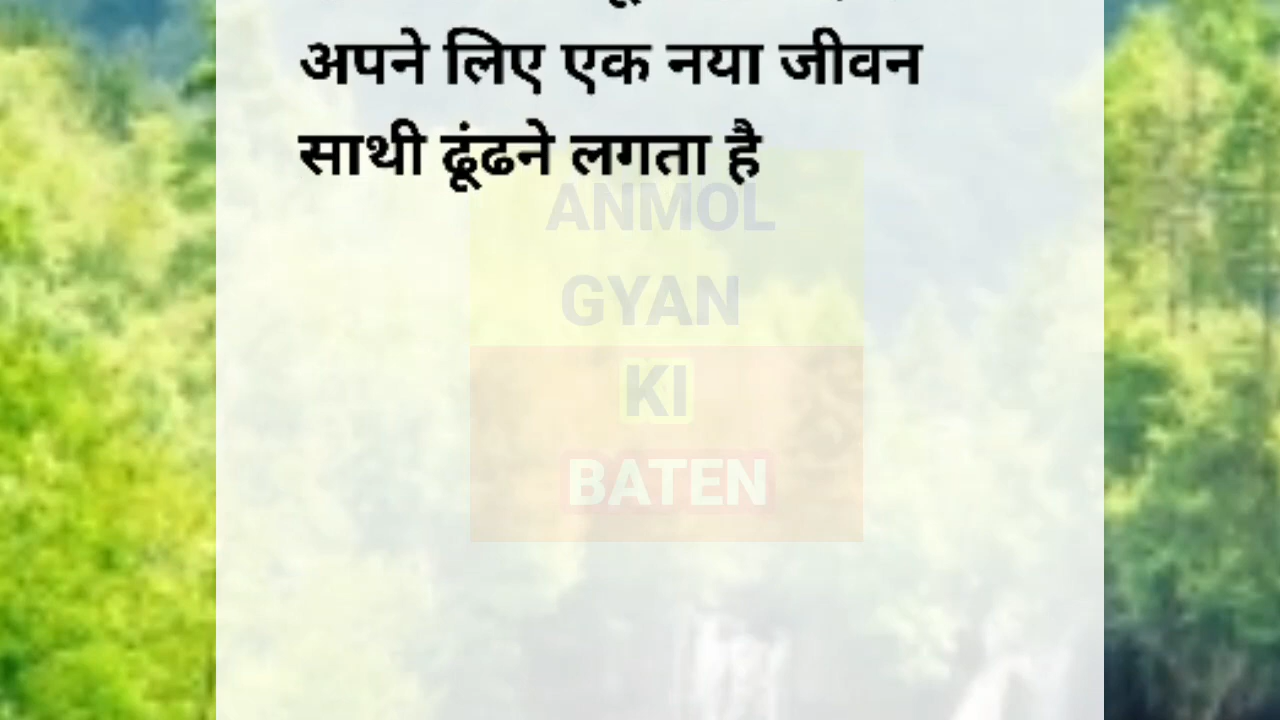 अपने लिए एक नया जीवन
साथी ढूंढने लगता है
ANMOL
GYAN
KI
BATEN